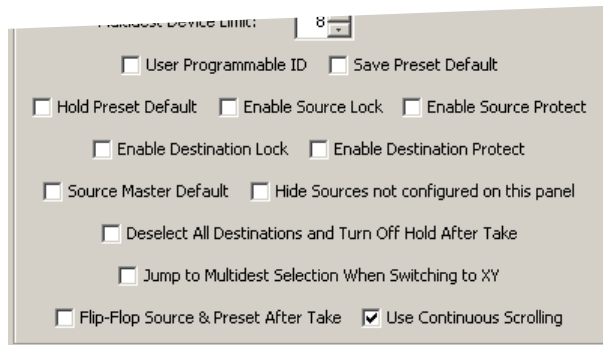 Multidest Device Limit: 8
User Programmable ID Save Preset Default
Hold Preset Default Enable Source Lock Enable Source Protect
Enable Destination Lock Enable Destination Protect
Source Master Default Hide Sources not configured on this panel
Deselect All Destinations and Turn Off Hold After Take
Jump to Multidest Selection When Switching to XY
Flip-Flop Source & Preset After Take Use Continuous Scrolling